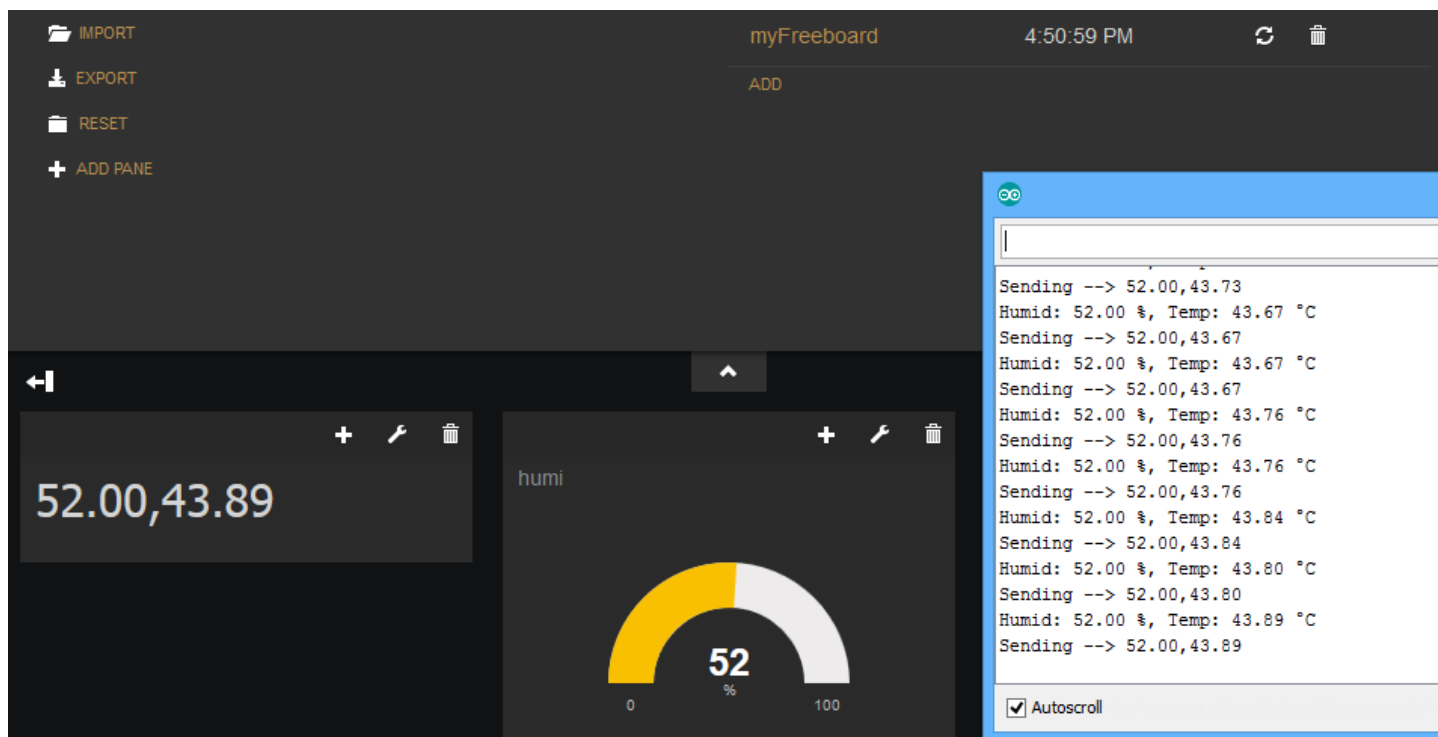 IMPORT
EXPORT
RESET
ADD PANE
myFreeboard 4:50:59 PM
ADD
52.00,43.89
humi
52
%
0 100
Sending --> 52.00,43.73
Humid: 52.00 %, Temp: 43.67 °C
Sending --> 52.00,43.67
Humid: 52.00 %, Temp: 43.67 °C
Sending --> 52.00,43.67
Humid: 52.00 %, Temp: 43.76 °C
Sending --> 52.00,43.76
Humid: 52.00 %, Temp: 43.76 °C
Sending --> 52.00,43.76
Humid: 52.00 %, Temp: 43.84 °C
Sending --> 52.00,43.84
Humid: 52.00 %, Temp: 43.80 °C
Sending --> 52.00,43.80
Humid: 52.00 %, Temp: 43.89 °C
Sending --> 52.00,43.89
Autoscroll